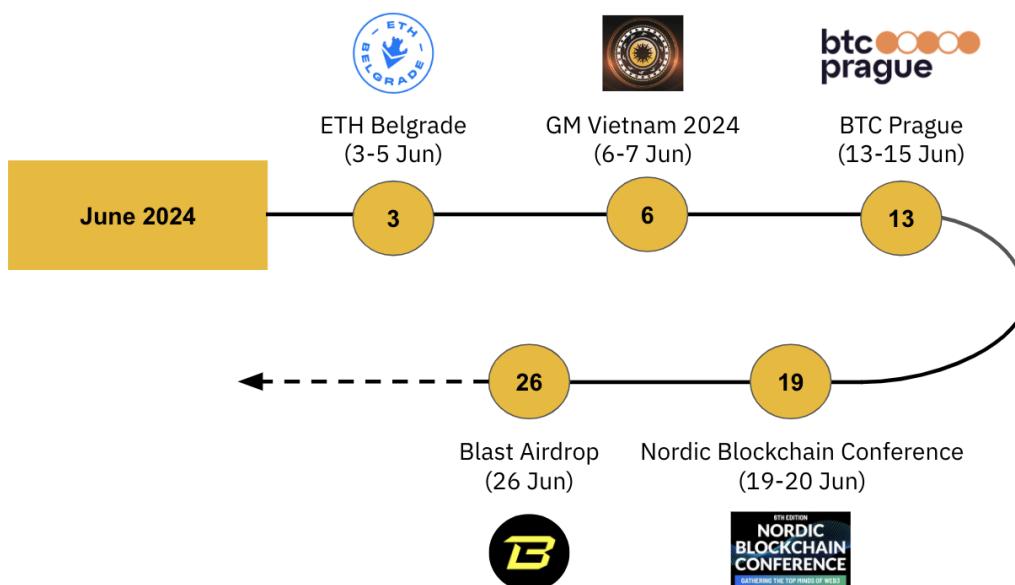 ETH
BELGRADE
btc
prague
ETH Belgrade
(3-5 Jun)
GM Vietnam 2024
(6-7 Jun)
BTC Prague
(13-15 Jun)
June 2024
3
6
13
26
19
Blast Airdrop
(26 Jun)
Nordic Blockchain Conference
(19-20 Jun)
6TH EDITION
NORDIC
BLOCKCHAIN
CONFERENCE
GATHERING THE TOP MINDS OF WEB3